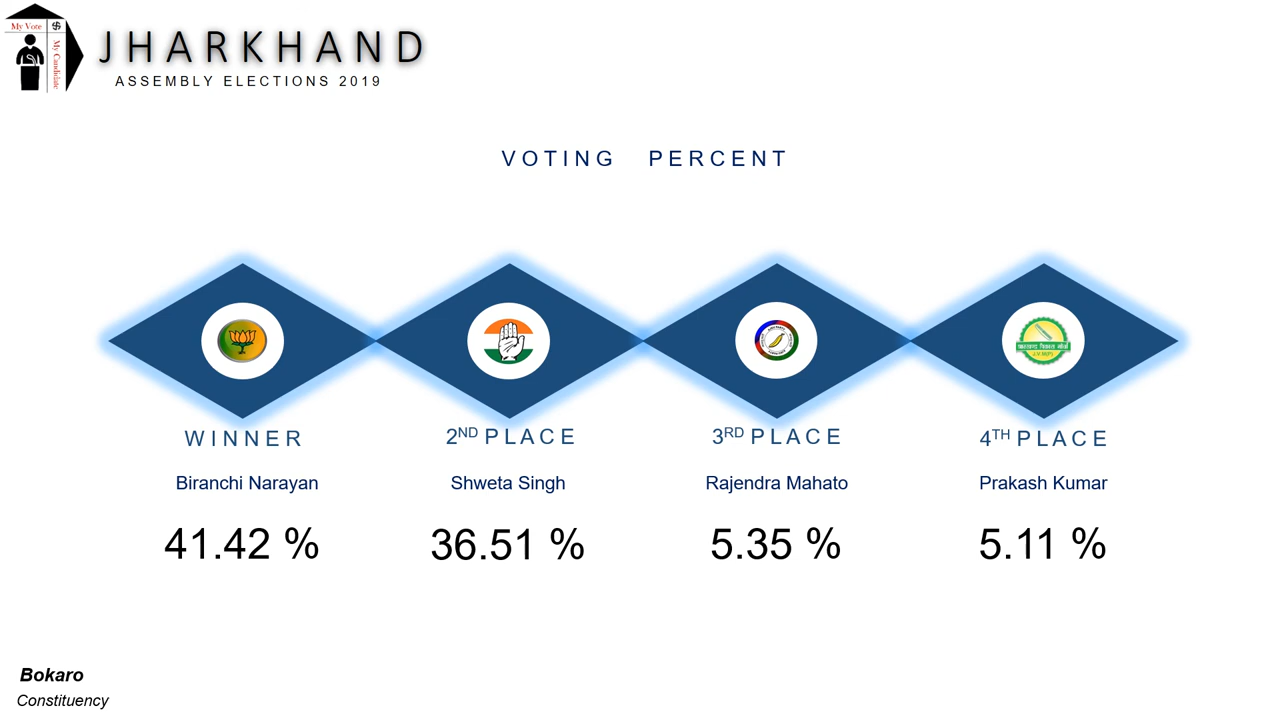 My Vote
My Candidate
JHARKHAND
ASSEMBLY ELECTIONS 2019
VOTING PERCENT
झारखण्ड विकास मोर्चा
WINNER
2ND PLACE
3RD PLACE
4TH PLACE
Biranchi Narayan
Shweta Singh
Rajendra Mahato
Prakash Kumar
41.42 %
36.51 %
5.35 %
5.11 %
Bokaro
Constituency